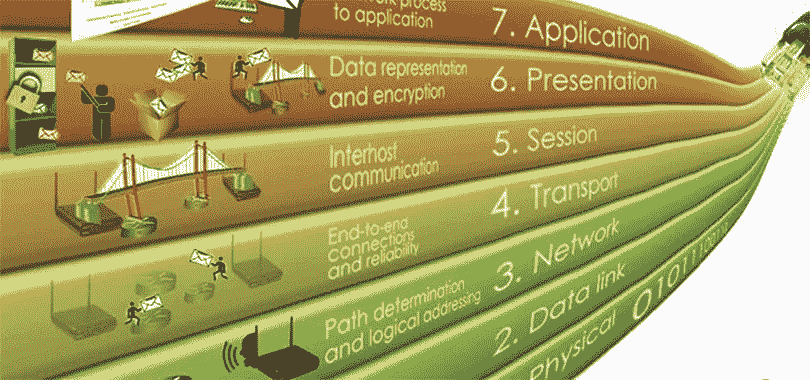 process
to application
7. Application
Data representation
and encryption
6. Presentation
Interhost
communication
5. Session
End-to-end
connections
and reliability
4. Transport
Path determination
and logical addressing
3. Network
2. Data link
Physical